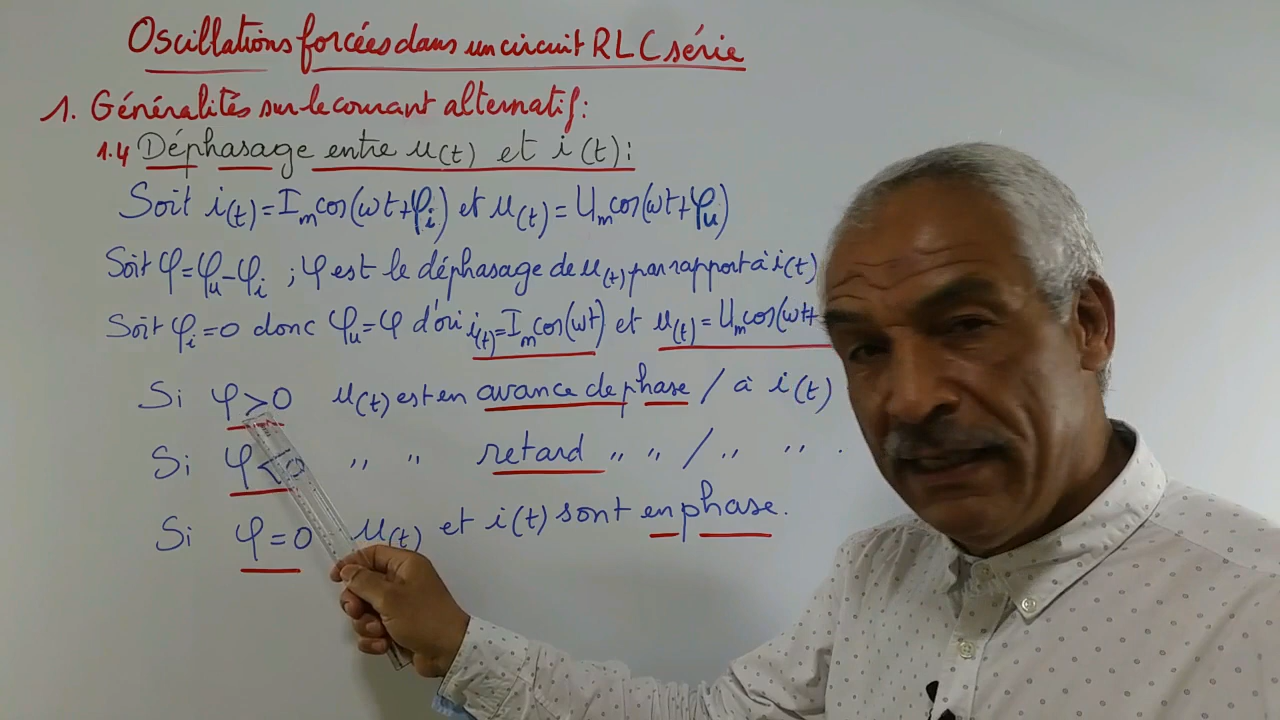 Oscillations forcées dans un circuit RLC série
1. Généralités sur le courant alternatif:
1.4 Déphasage entre u(t) et i(t):
Soit i(t)=Im cos(ωt+φi) et u(t)=Um cos(ωt+φu)
Soit φ=φu-φi ; φ est le déphasage de u(t) par rapport à i(t)
Soit φi=0 donc φu=φ d'où i(t)=Im cos(ωt) et u(t)=Um cos(ωt+
Si φ>0 u(t) est en avance de phase / à i(t)
Si φ<0 " " retard " " / " " .
Si φ=0 u(t) et i(t) sont en phase.